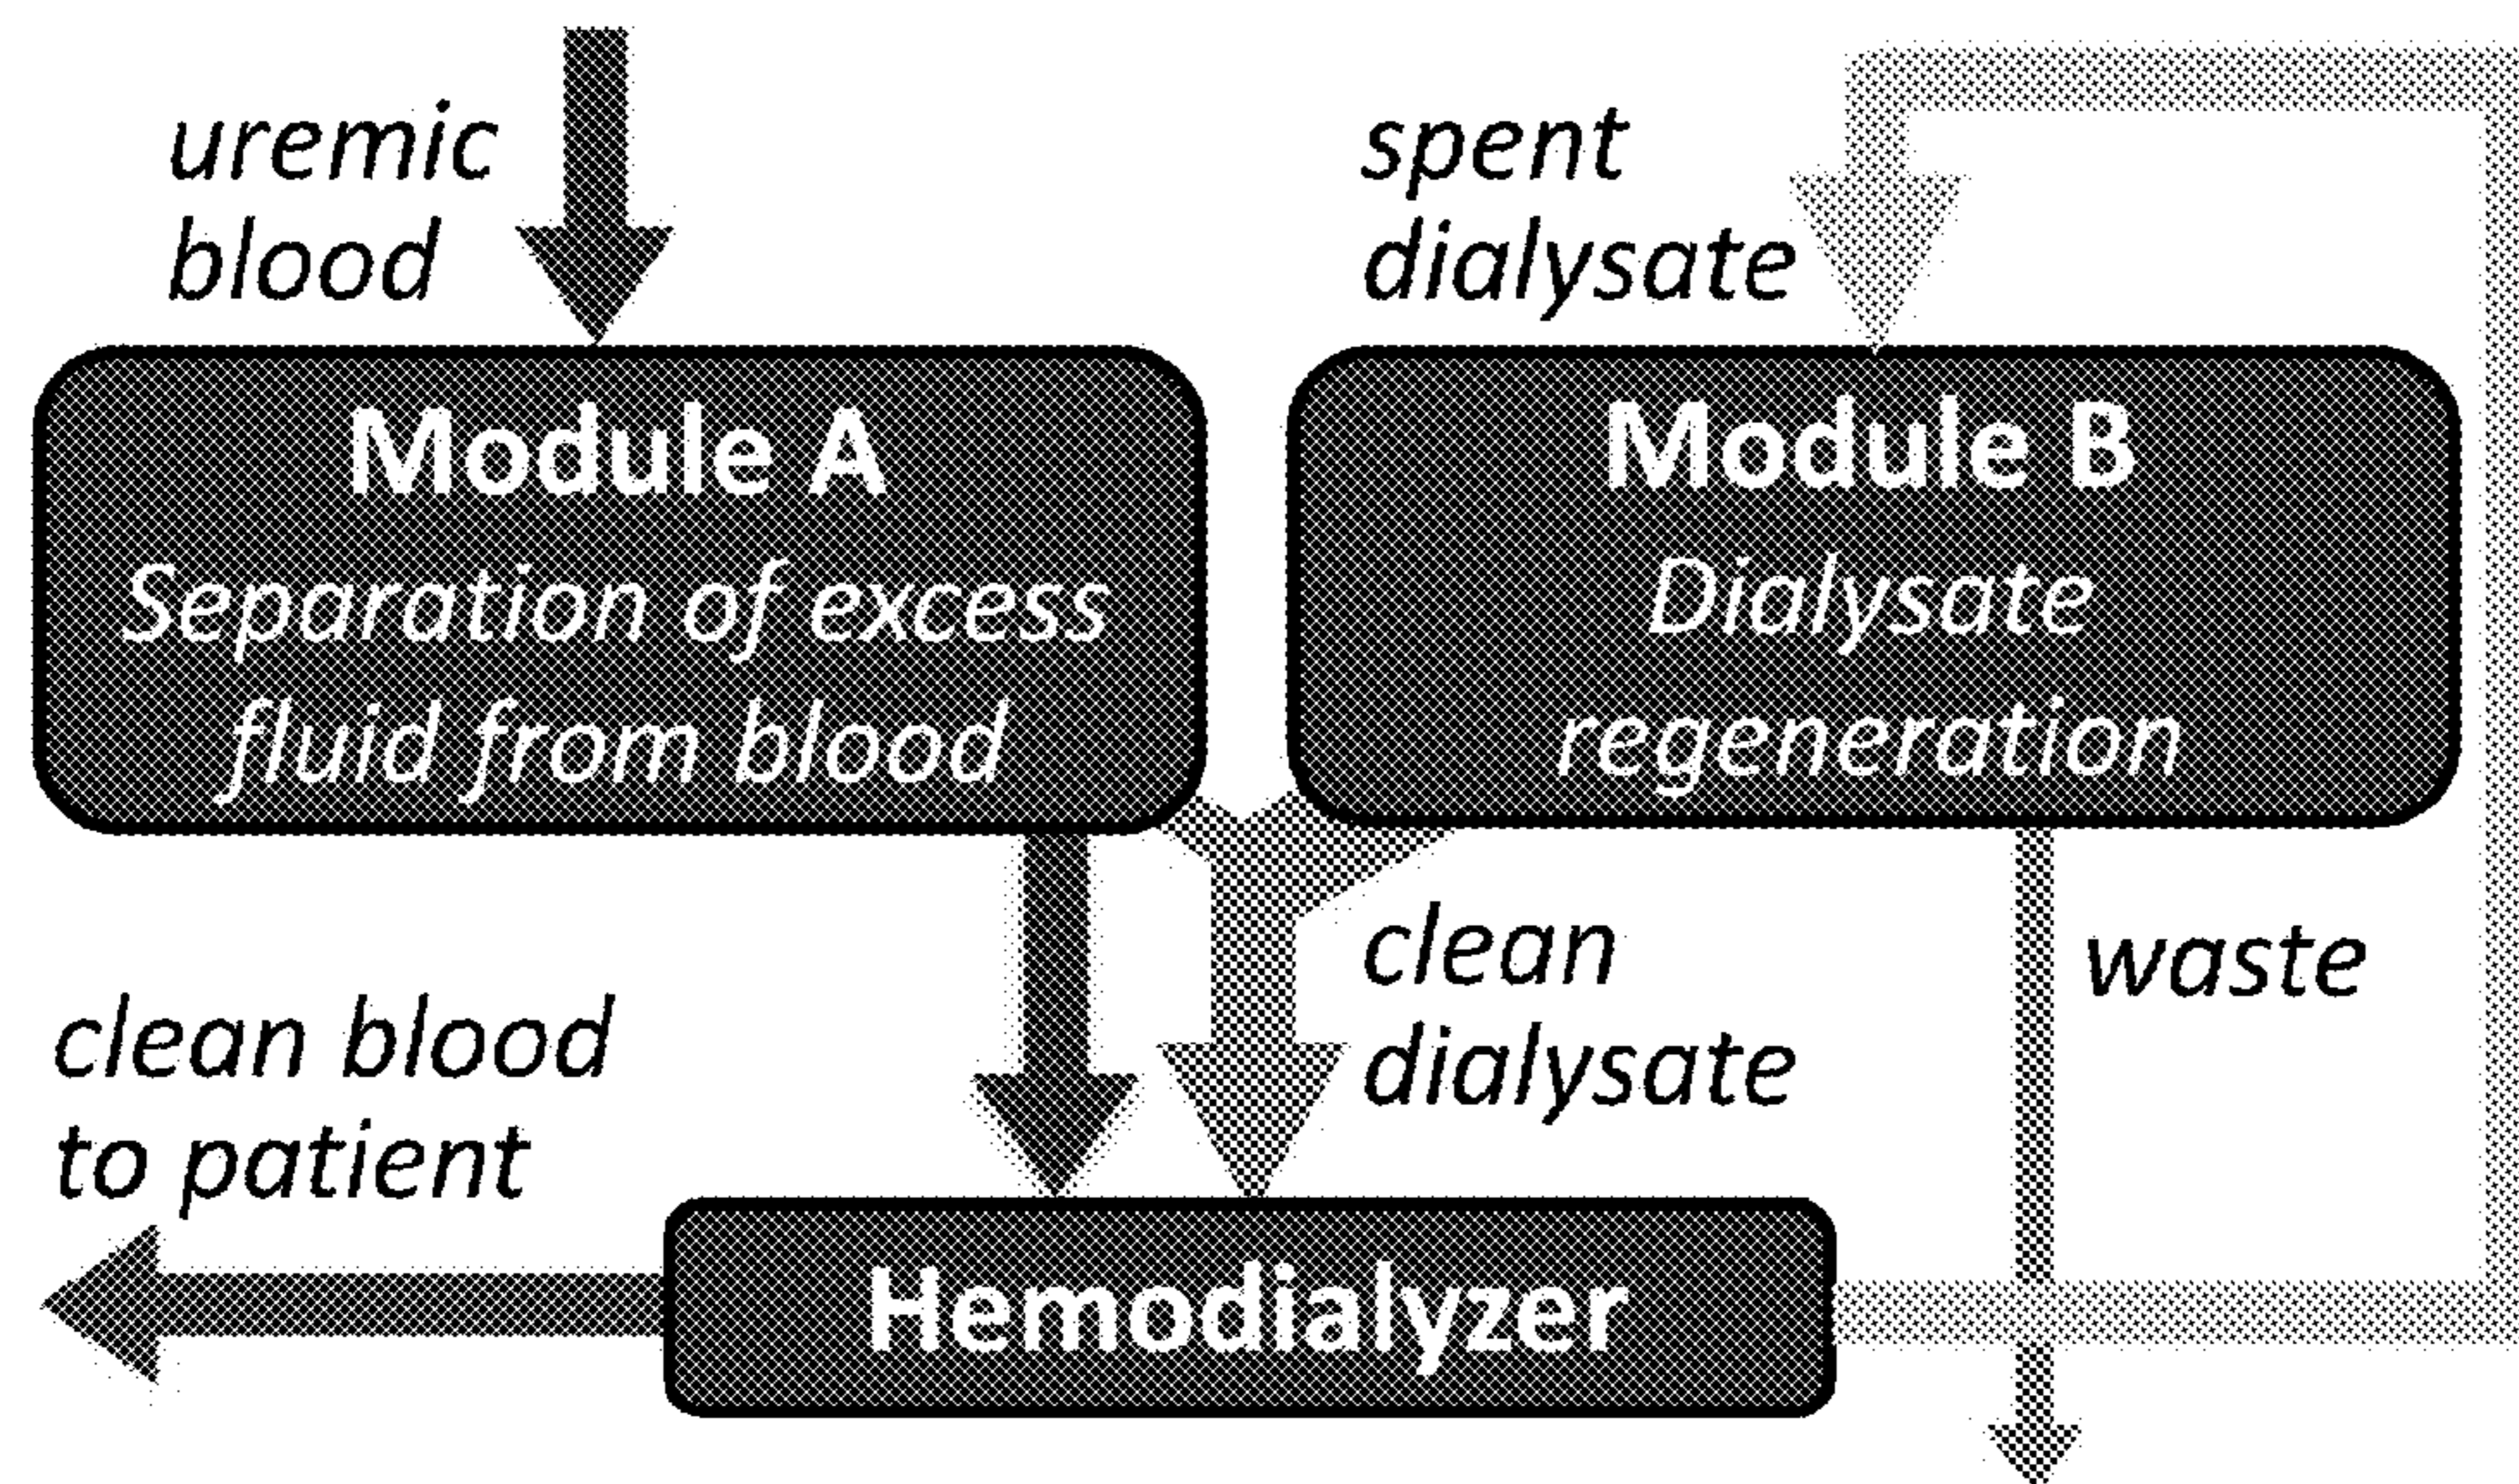 uremic
blood
spent
dialysate
Module A
Separation of excess
fluid from blood
Module B
Dialysate
regeneration
clean
dialysate
waste
clean blood
to patient
Hemodialyzer